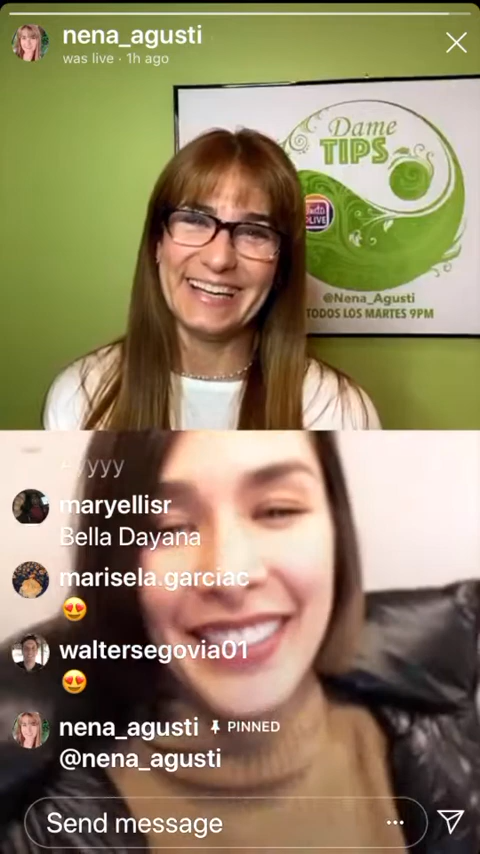 nena_agusti
was live · 1h ago
Dame
TIPS
LIVE
@Nena_Agusti
TODOS LOS MARTES 9PM
maryellisr
Bella Dayana
marisela.garciac
😍
waltersegovia01
😍
nena_agusti PINNED
@nena_agusti
Send message